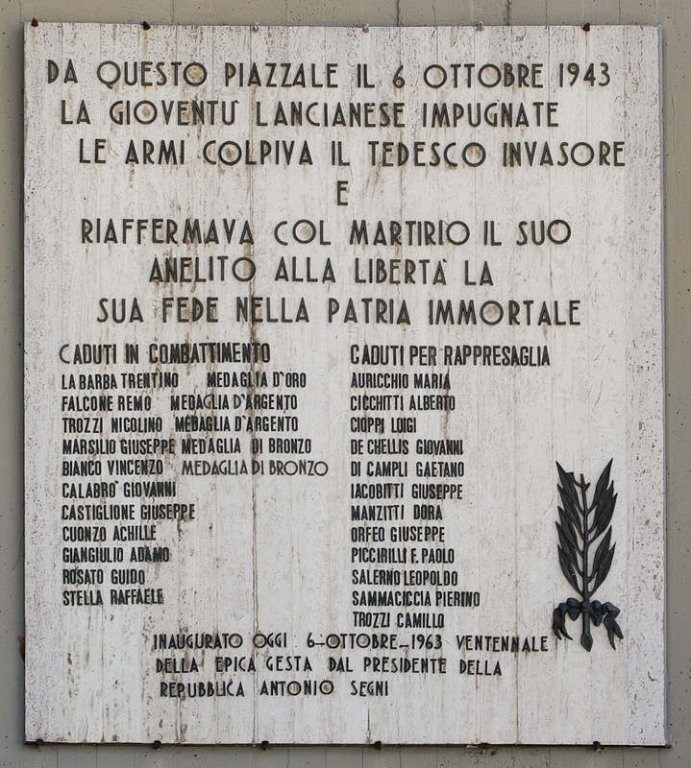 DA QUESTO PIAZZALE IL 6 OTTOBRE 1943
LA GIOVENTU' LANCIANESE IMPUGNATE
LE ARMI COLPIVA IL TEDESCO INVASORE
E
RIAFFERMAVA COL MARTIRIO IL SUO
ANELITO ALLA LIBERTA' LA
SUA FEDE NELLA PATRIA IMMORTALE
CADUTI IN COMBATTIMENTO
LA BARBA TRENTINO MEDAGLIA D'ORO
FALCONE REMO MEDAGLIA D'ARGENTO
TROZZI NICOLINO MEDAGLIA D'ARGENTO
MARSILIO GIUSEPPE MEDAGLIA DI BRONZO
BIANCO VINCENZO MEDAGLIA DI BRONZO
CALABRO' GIOVANNI
CASTIGLIONE GIUSEPPE
CUONZO ACHILLE
GIANGIULIO ADAMO
ROSATO GUIDO
STELLA RAFFAELE
CADUTI PER RAPPRESAGLIA
AURICCHIO MARIA
CICCHITTI ALBERTO
CIOPPI LUIGI
DE CHELLIS GIOVANNI
DI CAMPLI GAETANO
IACOBITTI GIUSEPPE
MANZITTI DORA
ORFEO GIUSEPPE
PICCIRILLI F. PAOLO
SALERNO LEOPOLDO
SAMMACICCIA PIERINO
TROZZI CAMILLO
INAUGURATO OGGI 6-OTTOBRE-1963 VENTENNALE
DELLA EPICA GESTA DAL PRESIDENTE DELLA
REPUBBLICA ANTONIO SEGNI